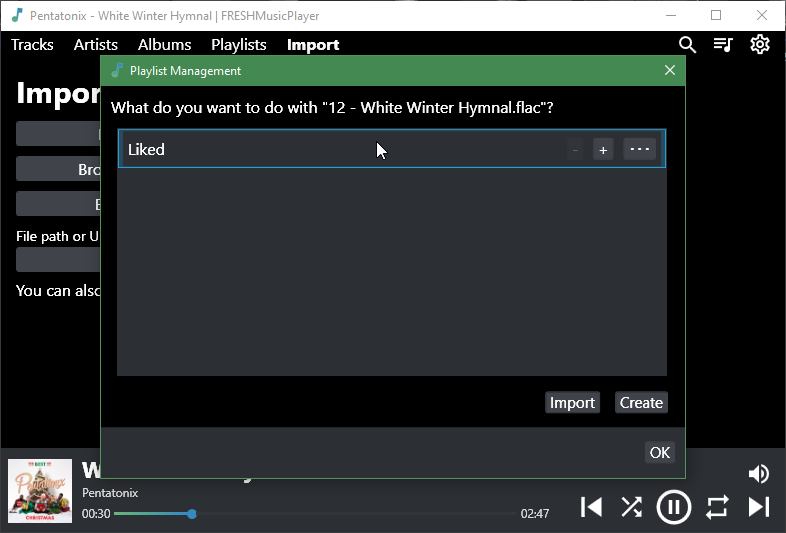 Pentatonix - White Winter Hymnal | FRESHMusicPlayer
Tracks Artists Albums Playlists Import
Playlist Management
What do you want to do with "12 - White Winter Hymnal.flac"?
Liked - + ...
File path or U
You can also
Import Create
OK
BEST
Pentatonix
CHRISTMAS
Pentatonix
00:30 02:47